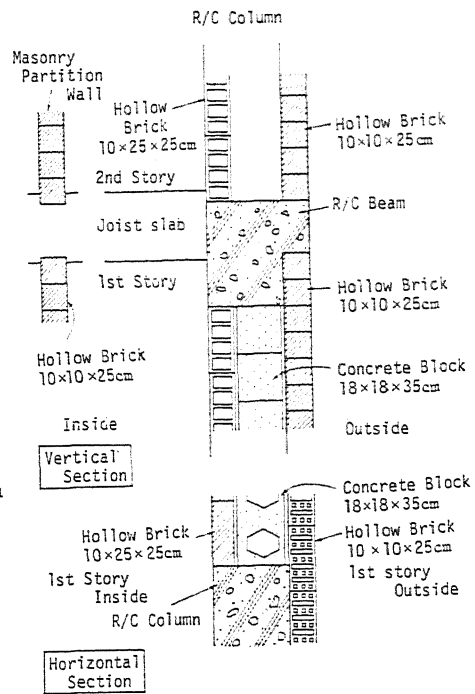 R/C Column
Masonry
Partition
Wall
Hollow
Brick
10×25×25cm
Hollow Brick
10×10×25cm
2nd Story
R/C Beam
Joist slab
1st Story
Hollow Brick
10×10×25cm
Hollow Brick
10×10×25cm
Concrete Block
18×18×35cm
Inside
Outside
Vertical
Section
Concrete Block
18×18×35cm
Hollow Brick
10×25×25cm
Hollow Brick
10×10×25cm
1st Story
Inside
1st story
Outside
R/C Column
Horizontal
Section